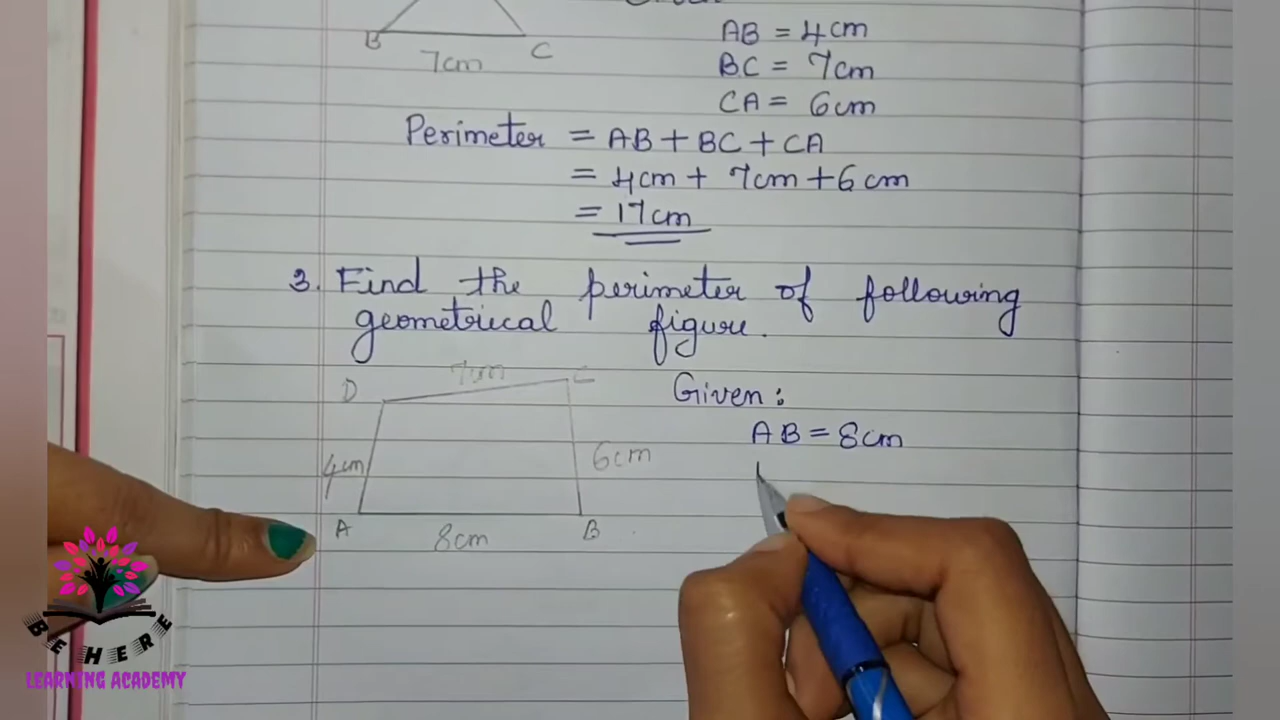 AB = 4cm
B
C
BC = 7cm
7cm
CA = 6cm
Perimeter = AB + BC + CA
= 4cm + 7cm + 6cm
= 17cm
3. Find the perimeter of following
geometrical figure.
D
7cm
C
Given :
AB = 8cm
4cm
6cm
A
8cm
B
BE HERE
LEARNING ACADEMY